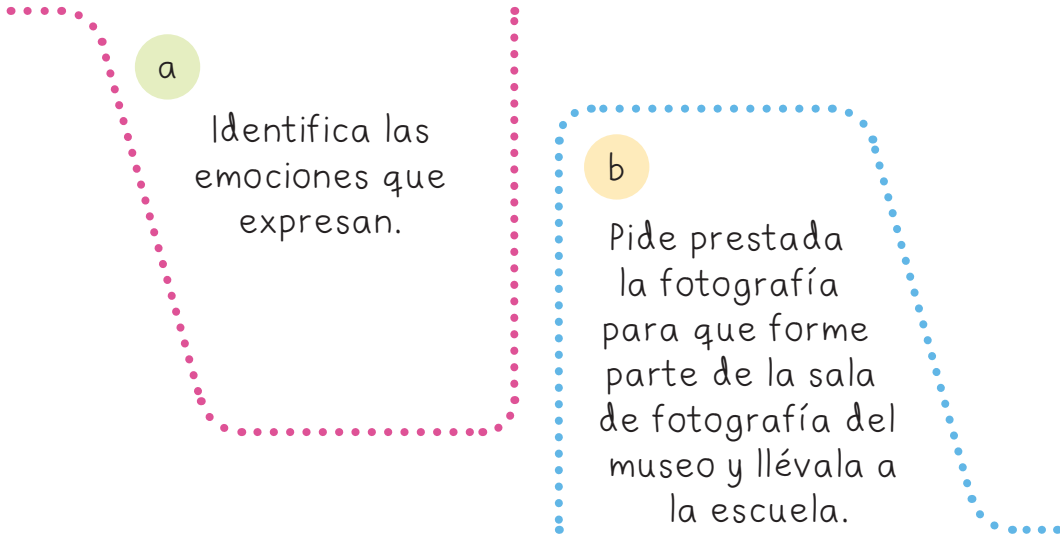 a
Identifica las
emociones que
expresan.
b
Pide prestada
la fotografía
para que forme
parte de la sala
de fotografía del
museo y llévala a
la escuela.